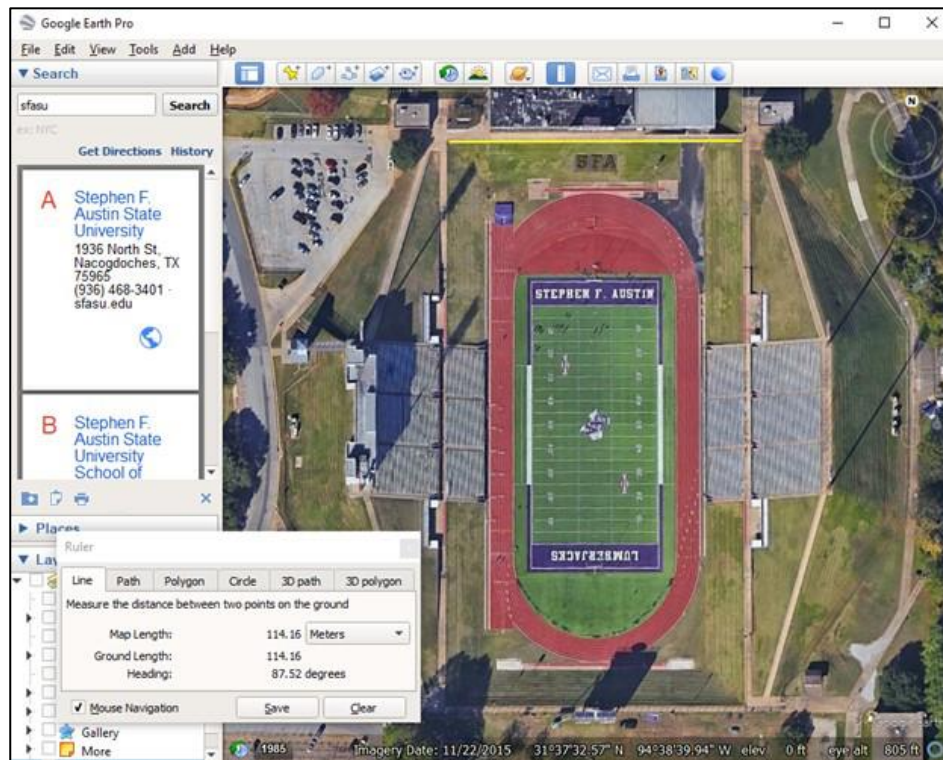 Google Earth Pro
File Edit View Tools Add Help
Search
sfasu
Search
ex: NYC
Get Directions History
A
Stephen F.
Austin State
University
1936 North St,
Nacogdoches, TX
75965
(936) 468-3401 ·
sfasu.edu
B
Stephen F.
Austin State
University
School of
Places
Lay
Ruler
Line Path Polygon Circle 3D path 3D polygon
Measure the distance between two points on the ground
Map Length: 114.16 Meters
Ground Length: 114.16
Heading: 87.52 degrees
Mouse Navigation
Save
Clear
Gallery
More
N
SFA
STEPHEN F. AUSTIN
LUMBERJACKS
1985
Imagery Date: 11/22/2015 31°37'32.57" N 94°38'39.94" W elev 0 ft eye alt 805 ft